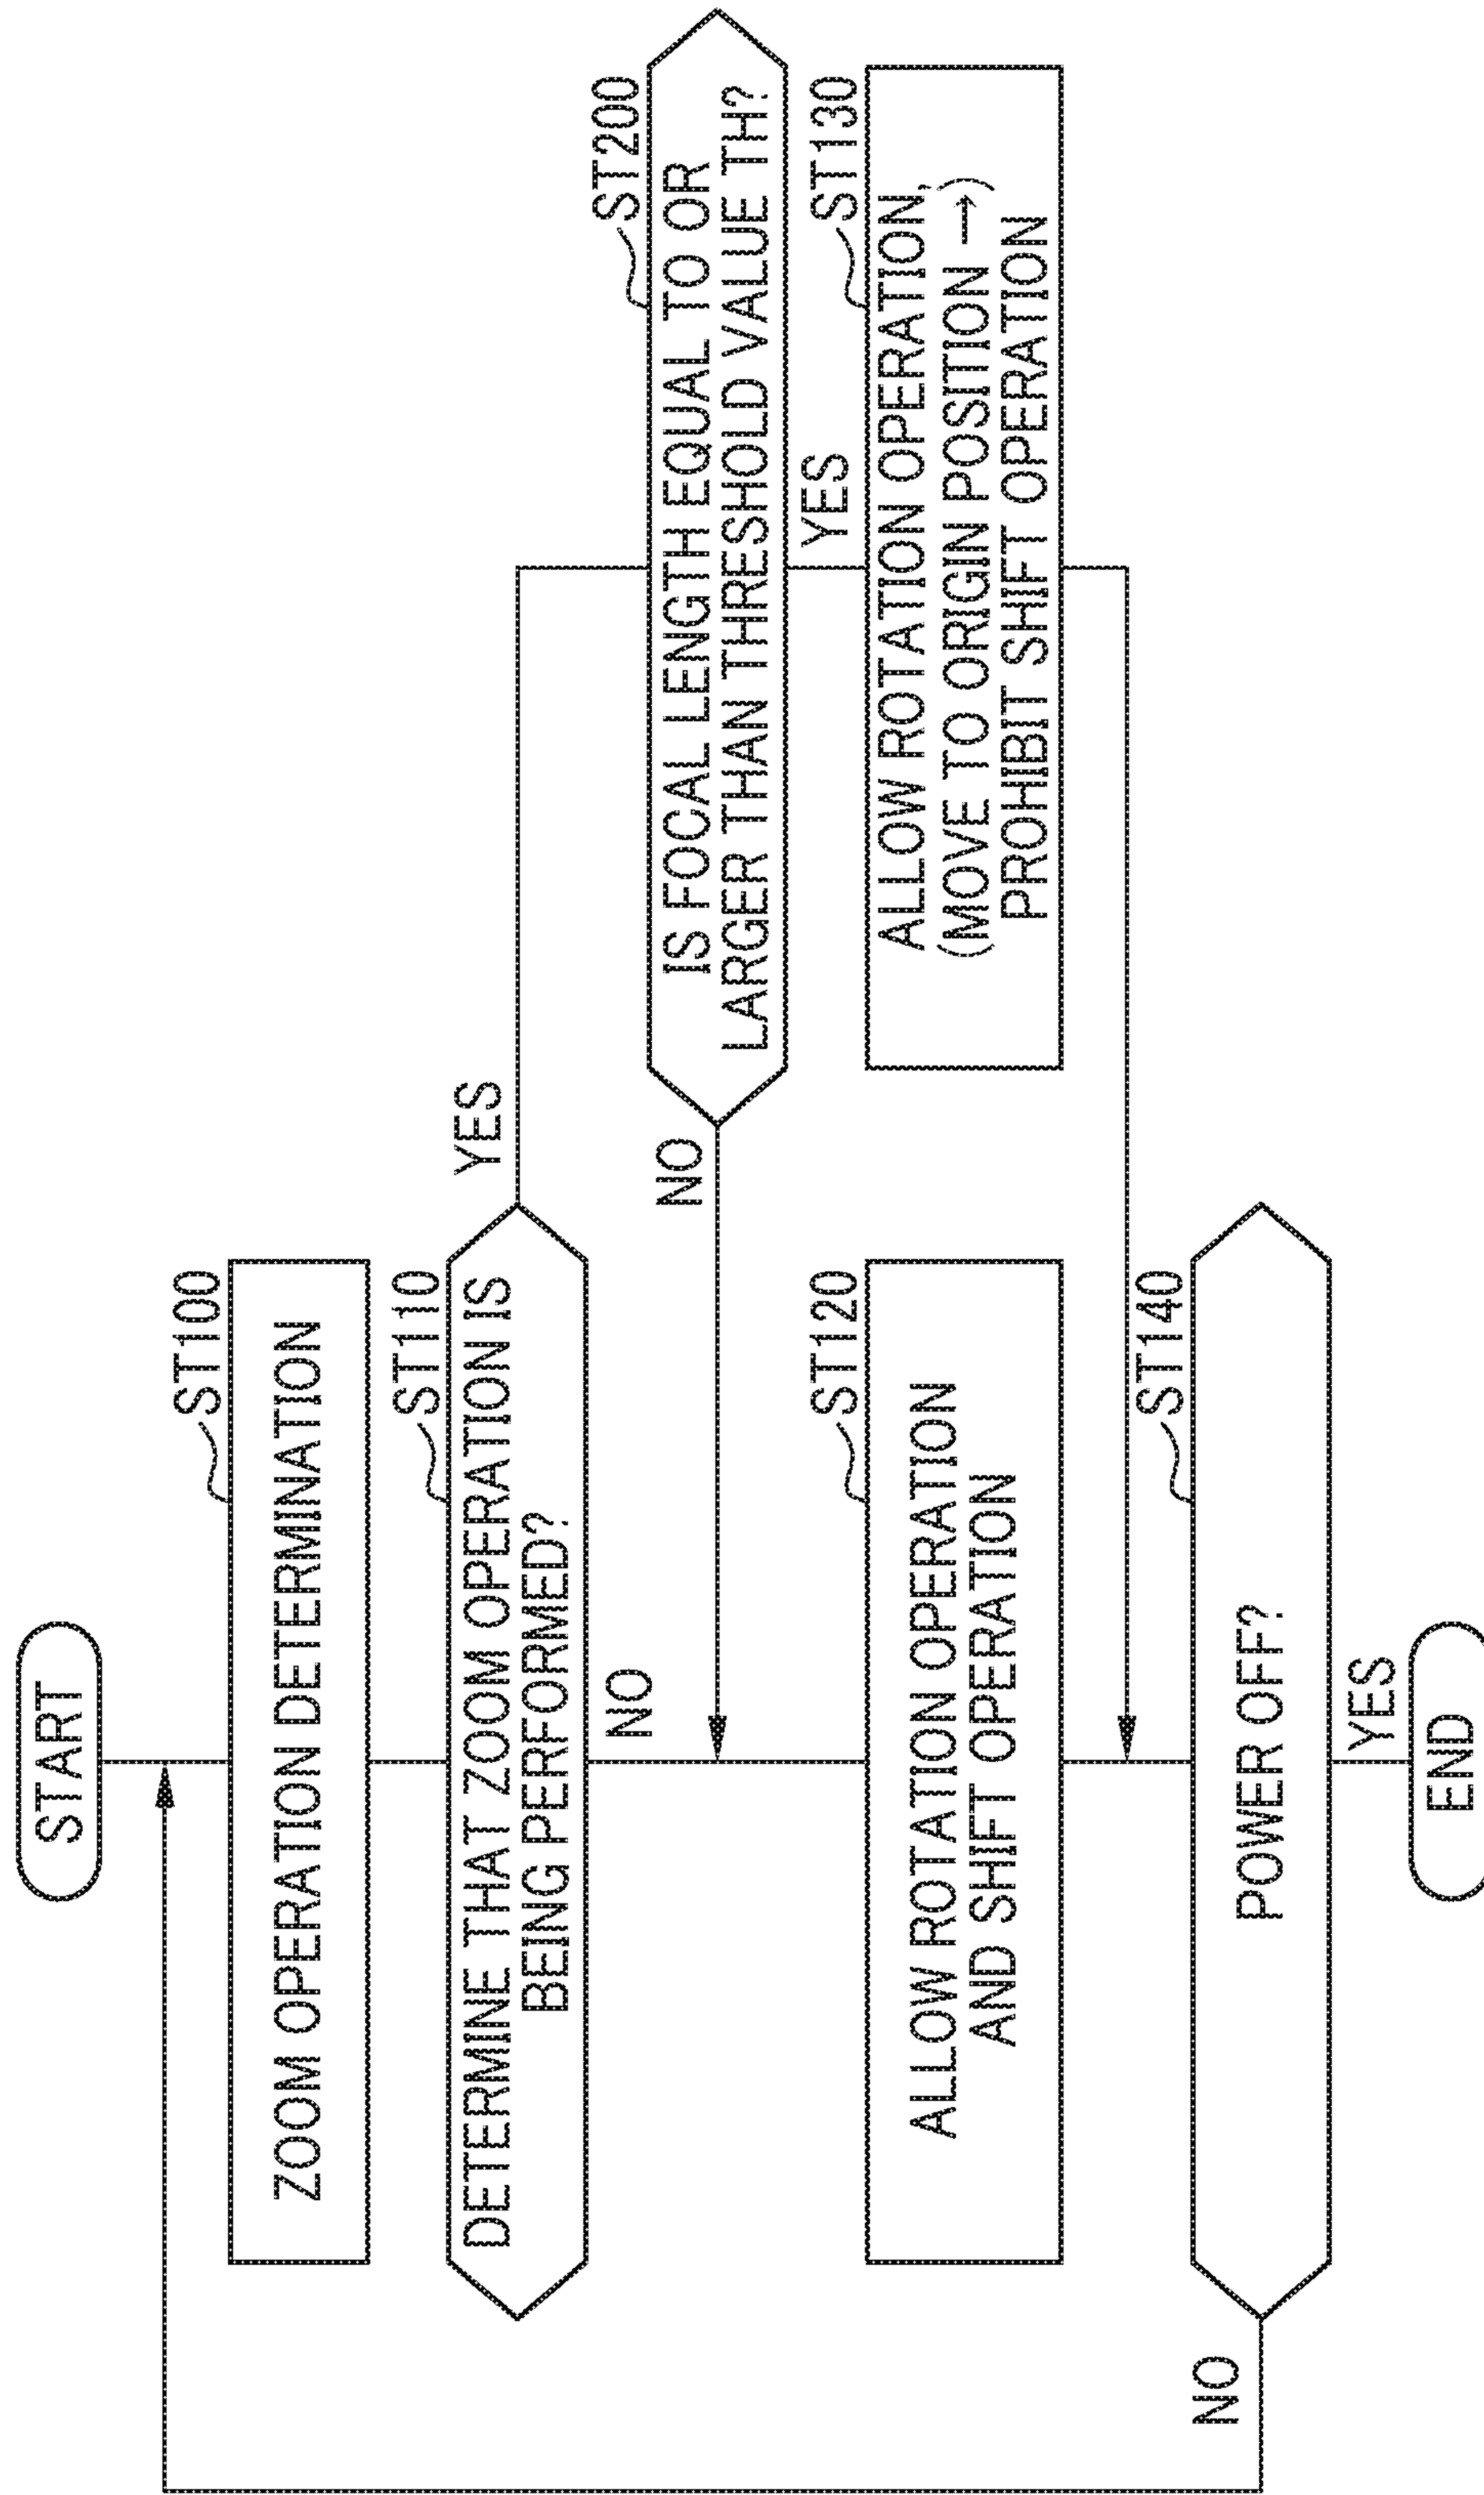 START
ST100
ZOOM OPERATION DETERMINATION
ST110
DETERMINE THAT ZOOM OPERATION IS
BEING PERFORMED?
YES
NO
ST200
IS FOCAL LENGTH EQUAL TO OR
LARGER THAN THRESHOLD VALUE TH?
NO
YES
ST120
ALLOW ROTATION OPERATION
AND SHIFT OPERATION
ST130
ALLOW ROTATION OPERATION,
(MOVE TO ORIGIN POSITION →)
PROHIBIT SHIFT OPERATION
ST140
POWER OFF?
NO
YES
END